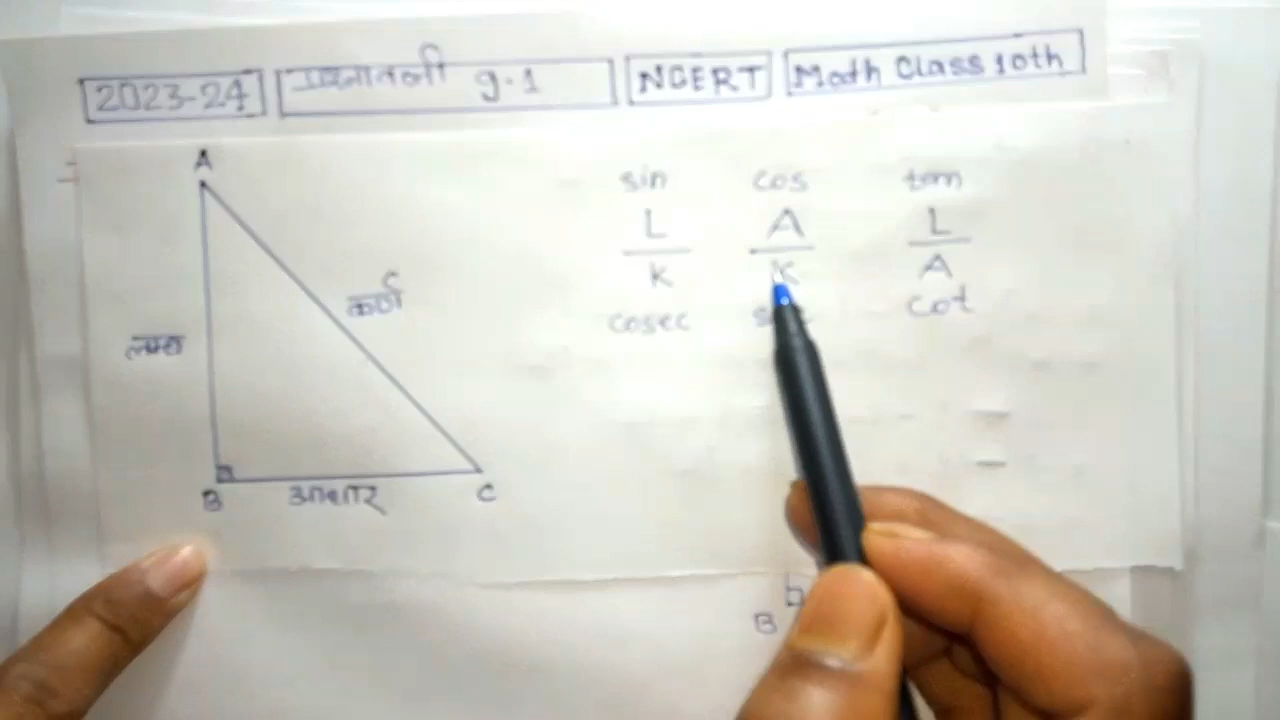 2023-24 प्रश्नावली 9.1 NCERT Math Class 10th
A
sin cos tan
L A L
K K A
cosec cot
कर्ण
लम्ब
B आधार C
B